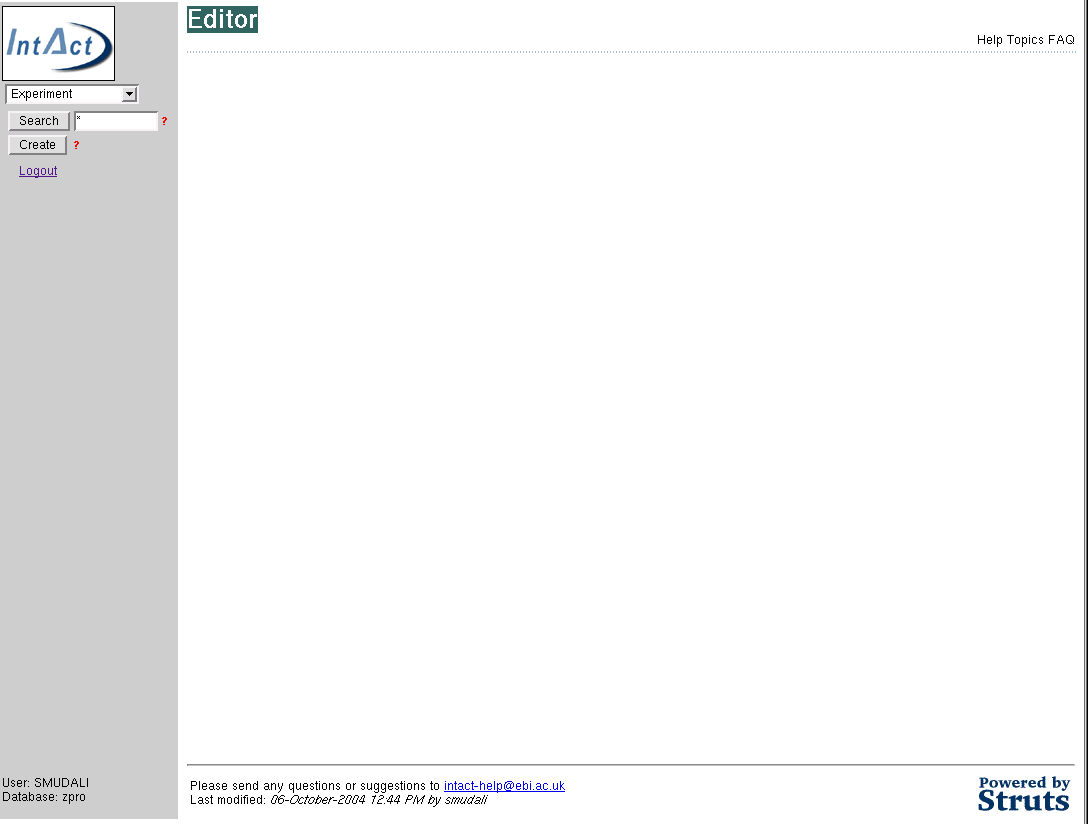 IntAct
Experiment
Search * ?
Create ?
Logout
User: SMUDALI
Database: zpro
Editor
Help Topics FAQ
Please send any questions or suggestions to intact-help@ebi.ac.uk
Last modified: 06-October-2004 12:44 PM by smudali
Powered by
Struts